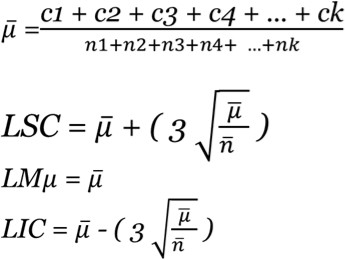 μ̄ = c1 + c2 + c3 + c4 + ... + ck / n1+n2+n3+n4+ ...+nk
LSC = μ̄ + ( 3 √(μ̄/n̄) )
LMμ = μ̄
LIC = μ̄ - ( 3 √(μ̄/n̄) )